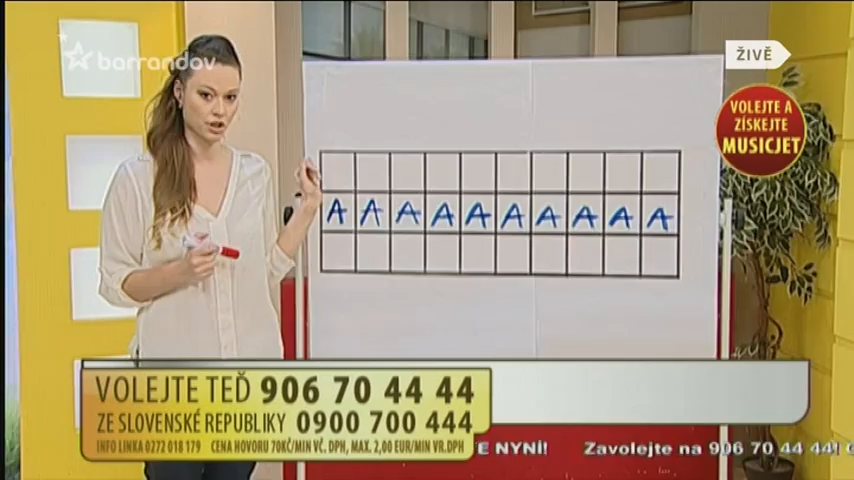 barrandov
ŽIVĚ
VOLEJTE A
ZÍSKEJTE
MUSICJET
A A A A A A A A A A
VOLEJTE TEĎ 906 70 44 44
ZE SLOVENSKÉ REPUBLIKY 0900 700 444
INFO LINKA 0272 018 179 CENA HOVORU 70KČ/MIN VČ. DPH, MAX. 2,00 EUR/MIN VR.DPH
E NYNÍ! Zavolejte na 906 70 44 44!